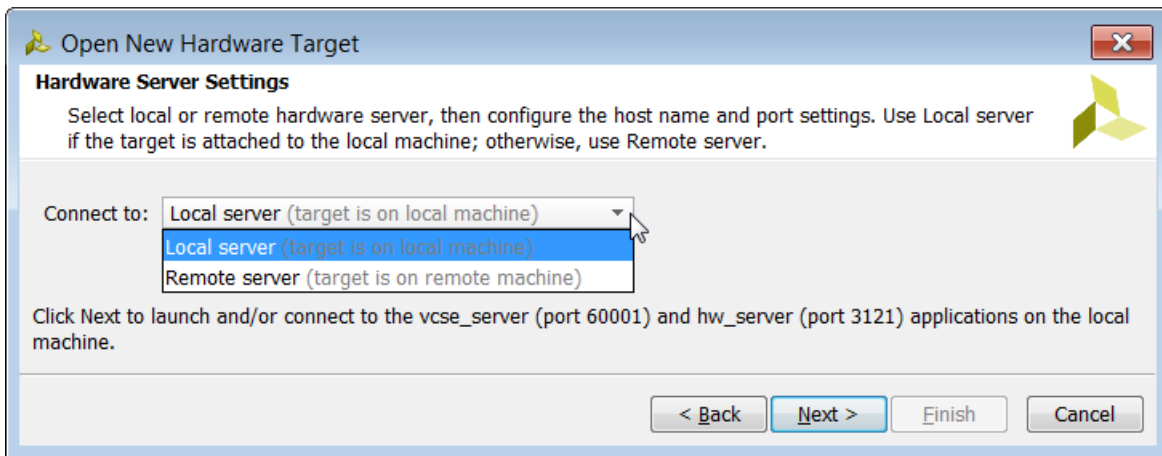 Open New Hardware Target
Hardware Server Settings
Select local or remote hardware server, then configure the host name and port settings. Use Local server
if the target is attached to the local machine; otherwise, use Remote server.
Connect to: Local server (target is on local machine)
Local server (target is on local machine)
Remote server (target is on remote machine)
Click Next to launch and/or connect to the vcse_server (port 60001) and hw_server (port 3121) applications on the local
machine.
< Back Next > Finish Cancel